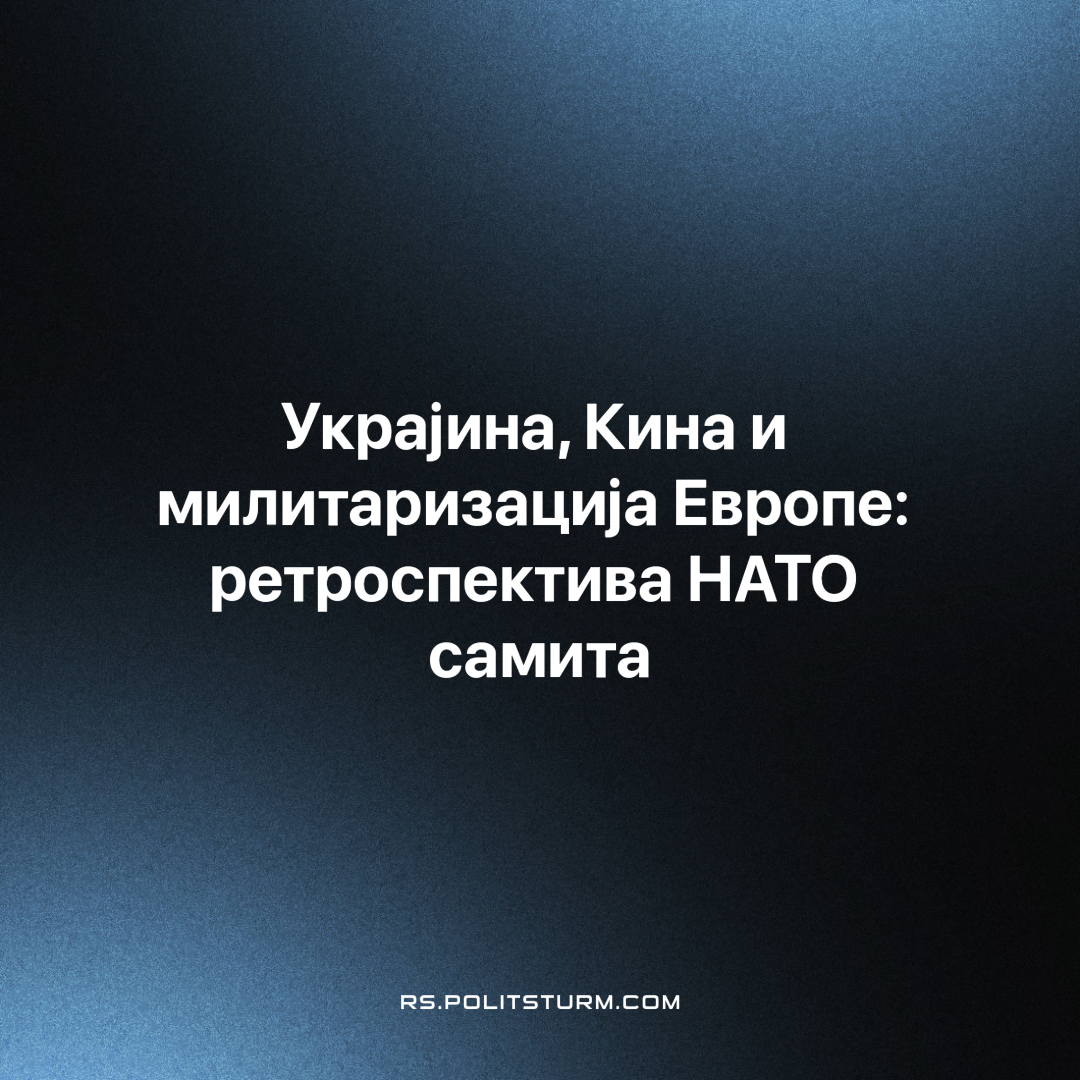 Украјина, Кина и
милитаризација Европе:
ретроспектива НАТО
самита
RS.POLITSTURM.COM